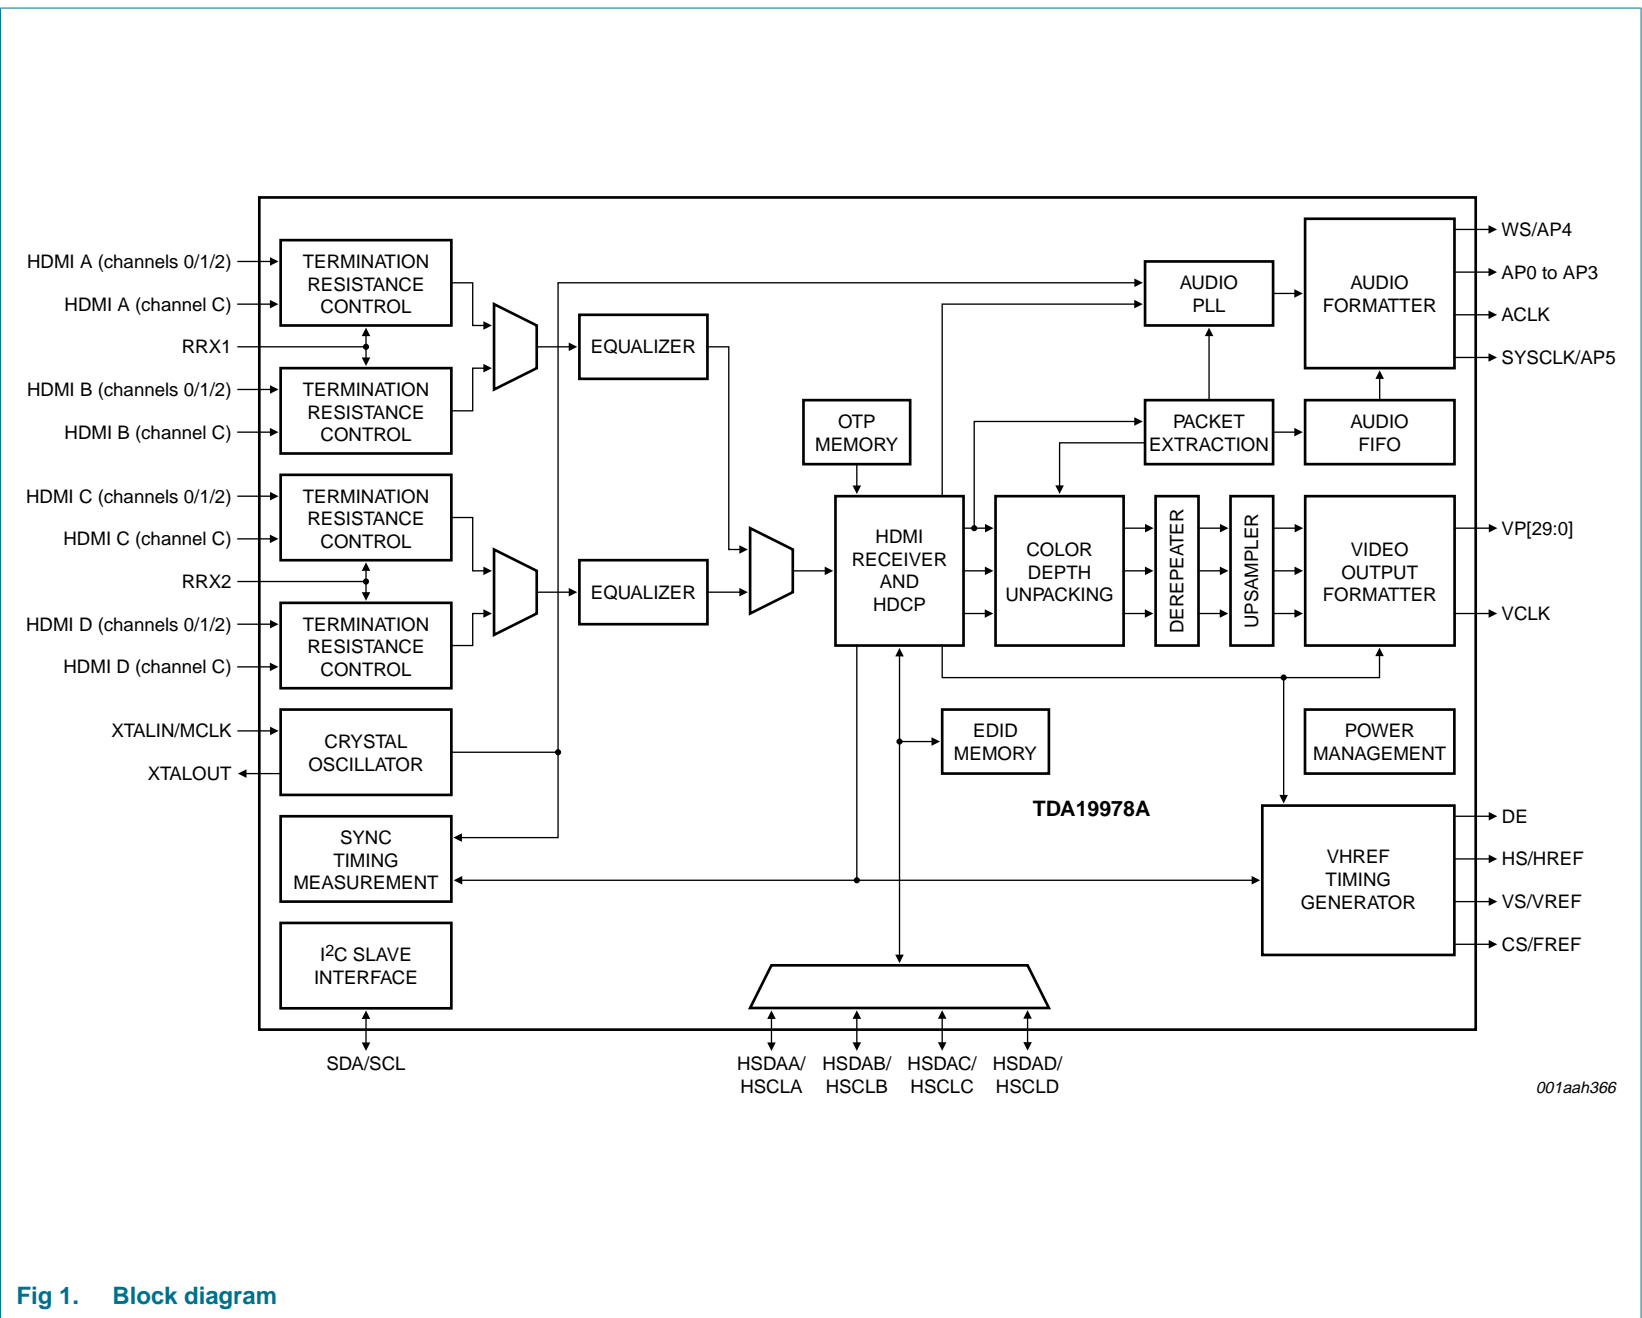 HDMI A (channels 0/1/2)
HDMI A (channel C)
RRX1
HDMI B (channels 0/1/2)
HDMI B (channel C)
HDMI C (channels 0/1/2)
HDMI C (channel C)
RRX2
HDMI D (channels 0/1/2)
HDMI D (channel C)
XTALIN/MCLK
XTALOUT
TERMINATION
RESISTANCE
CONTROL
TERMINATION
RESISTANCE
CONTROL
TERMINATION
RESISTANCE
CONTROL
TERMINATION
RESISTANCE
CONTROL
CRYSTAL
OSCILLATOR
SYNC
TIMING
MEASUREMENT
I2C SLAVE
INTERFACE
SDA/SCL
EQUALIZER
EQUALIZER
OTP
MEMORY
HDMI
RECEIVER
AND
HDCP
EDID
MEMORY
COLOR
DEPTH
UNPACKING
DEREPEATER
UPSAMPLER
AUDIO
PLL
PACKET
EXTRACTION
AUDIO
FORMATTER
AUDIO
FIFO
VIDEO
OUTPUT
FORMATTER
POWER
MANAGEMENT
TDA19978A
VHREF
TIMING
GENERATOR
WS/AP4
AP0 to AP3
ACLK
SYSCLK/AP5
VP[29:0]
VCLK
DE
HS/HREF
VS/VREF
CS/FREF
HSDAA/
HSCLA
HSDAB/
HSCLB
HSDAC/
HSCLC
HSDAD/
HSCLD
001aah366
Fig 1. Block diagram